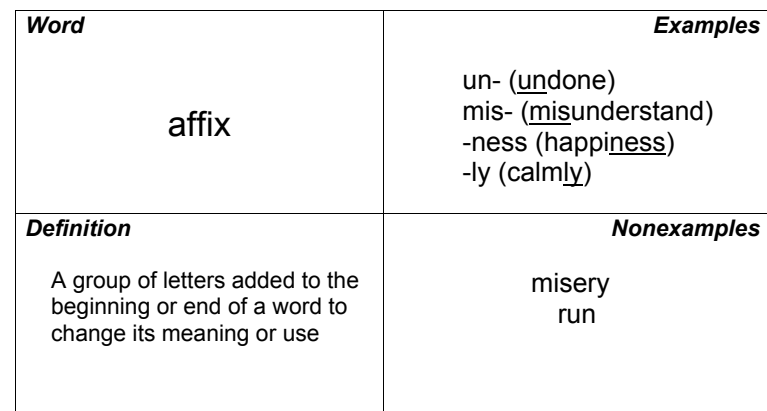 Word
affix
Examples
un- (undone)
mis- (misunderstand)
-ness (happiness)
-ly (calmly)
Definition
A group of letters added to the
beginning or end of a word to
change its meaning or use
Nonexamples
misery
run